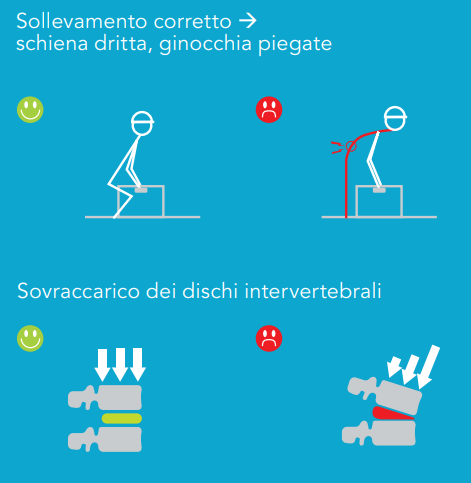 Sollevamento corretto →
schiena dritta, ginocchia piegate
Sovraccarico dei dischi intervertebrali